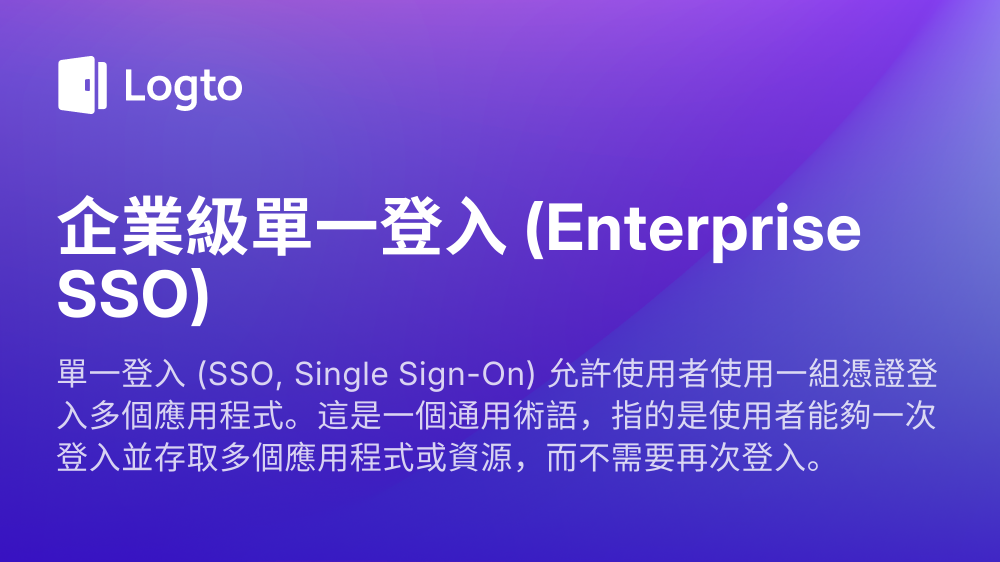 Logto
企業級單一登入 (Enterprise
SSO)
單一登入 (SSO, Single Sign-On) 允許使用者使用一組憑證登
入多個應用程式。這是一個通用術語，指的是使用者能夠一次
登入並存取多個應用程式或資源，而不需要再次登入。